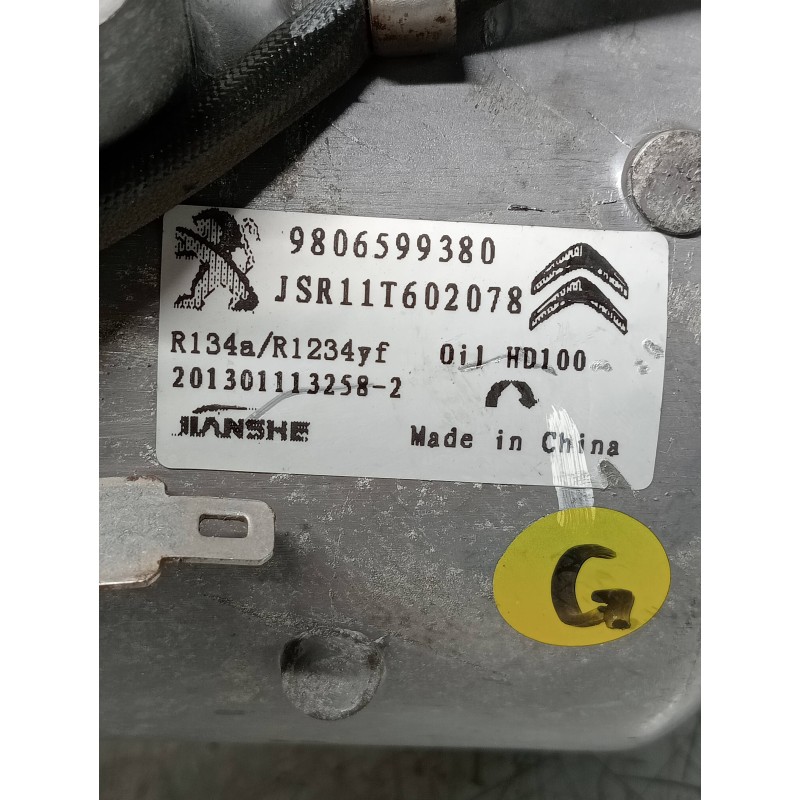 9806599380
JSR11T602078
R134a/R1234yf Oil HD100
201301113258-2
JIANSHE Made in China
G